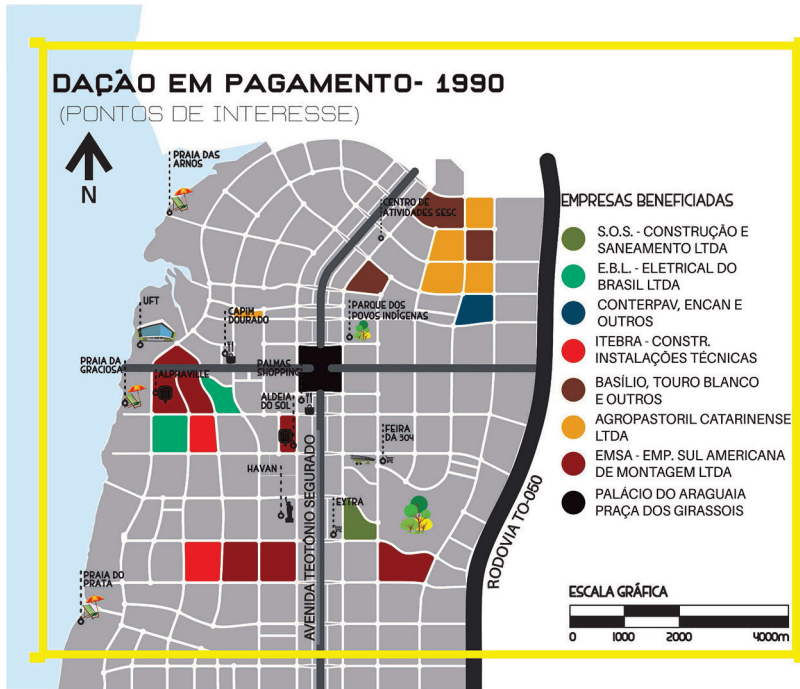 DAÇÃO EM PAGAMENTO- 1990
(PONTOS DE INTERESSE)
N
PRAIA DAS
ARNOS
CENTRO DE
ATIVIDADES SESC
UFT
CAPIM
DOURADO
PARQUE DOS
POVOS INDÍGENAS
PRAIA DA
GRACIOSA
ALPHAVILLE
PALMAS
SHOPPING
ALDEIA
DO SOL
FEIRA
DA 304
HAVAN
EXTRA
PRAIA DO
PRATA
AVENIDA TEOTÔNIO SEGURADO
RODOVIA TO-050
EMPRESAS BENEFICIADAS
S.O.S. - CONSTRUÇÃO E
SANEAMENTO LTDA
E.B.L. - ELETRICAL DO
BRASIL LTDA
CONTERPAV, ENCAN E
OUTROS
ITEBRA - CONSTR.
INSTALAÇÕES TÉCNICAS
BASÍLIO, TOURO BLANCO
E OUTROS
AGROPASTORIL CATARINENSE
LTDA
EMSA - EMP. SUL AMERICANA
DE MONTAGEM LTDA
PALÁCIO DO ARAGUAIA
PRAÇA DOS GIRASSOIS
ESCALA GRÁFICA
0 1000 2000 4000m